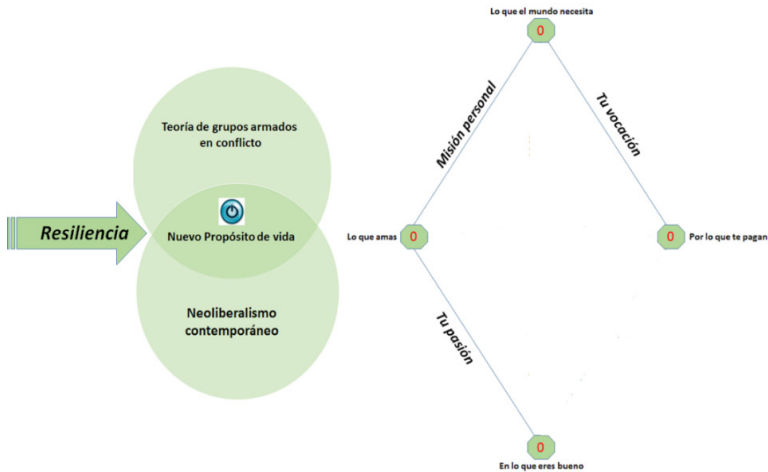 Teoría de grupos armados
en conflicto
Resiliencia
Nuevo Propósito de vida
Neoliberalismo
contemporáneo
Lo que el mundo necesita
0
Misión personal
Tu vocación
Lo que amas
0
0
Por lo que te pagan
Tu pasión
0
En lo que eres bueno